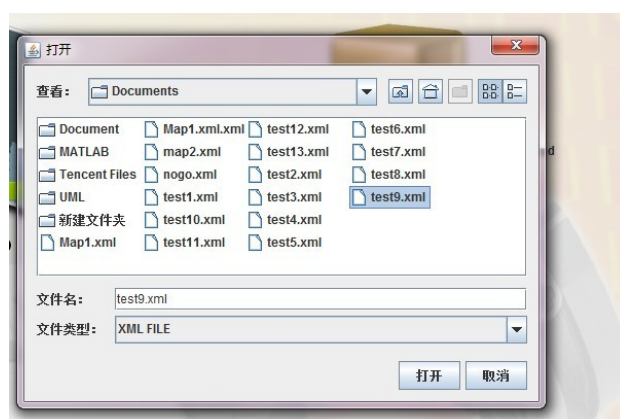 打开
查看: Documents
Document Map1.xml.xml test12.xml test6.xml
MATLAB map2.xml test13.xml test7.xml
Tencent Files nogo.xml test2.xml test8.xml
UML test1.xml test3.xml test9.xml
新建文件夹 test10.xml test4.xml
Map1.xml test11.xml test5.xml
文件名: test9.xml
文件类型: XML FILE
打开 取消